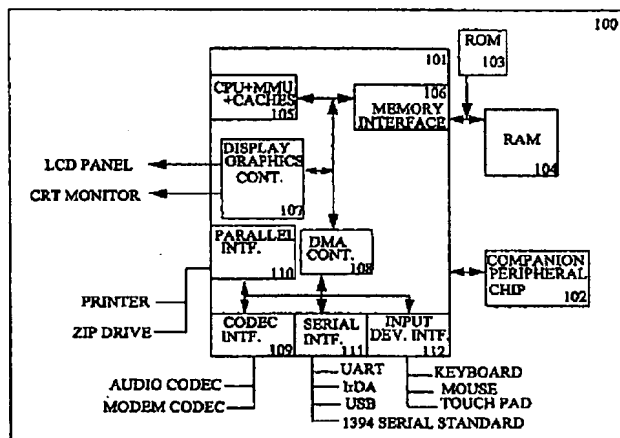 100
ROM
103
101
CPU+MMU
+CACHES
105
106
MEMORY
INTERFACE
RAM
104
LCD PANEL
CRT MONITOR
DISPLAY
GRAPHICS
CONT.
107
PARALLEL
INTF.
110
DMA
CONT.
108
COMPANION
PERIPHERAL
CHIP
102
PRINTER
ZIP DRIVE
CODEC
INTF.
109
SERIAL
INTF.
111
INPUT
DEV. INTF.
112
AUDIO CODEC
MODEM CODEC
UART
IrDA
USB
1394 SERIAL STANDARD
KEYBOARD
MOUSE
TOUCH PAD